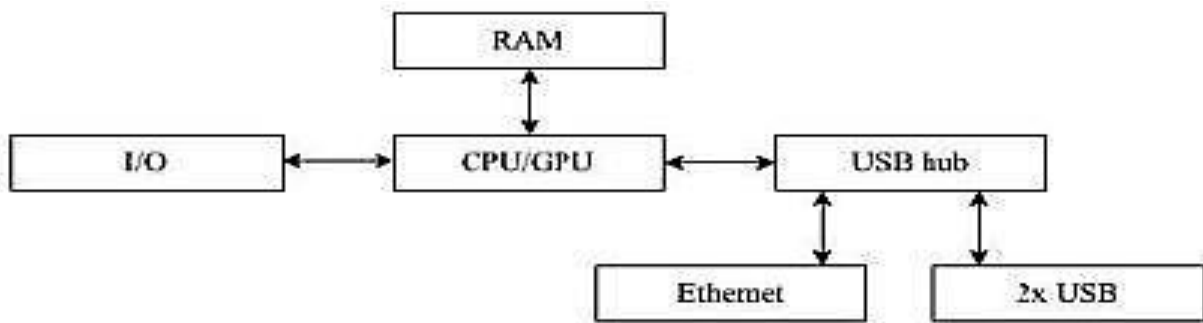 RAM
I/O
CPU/GPU
USB hub
Ethernet
2x USB